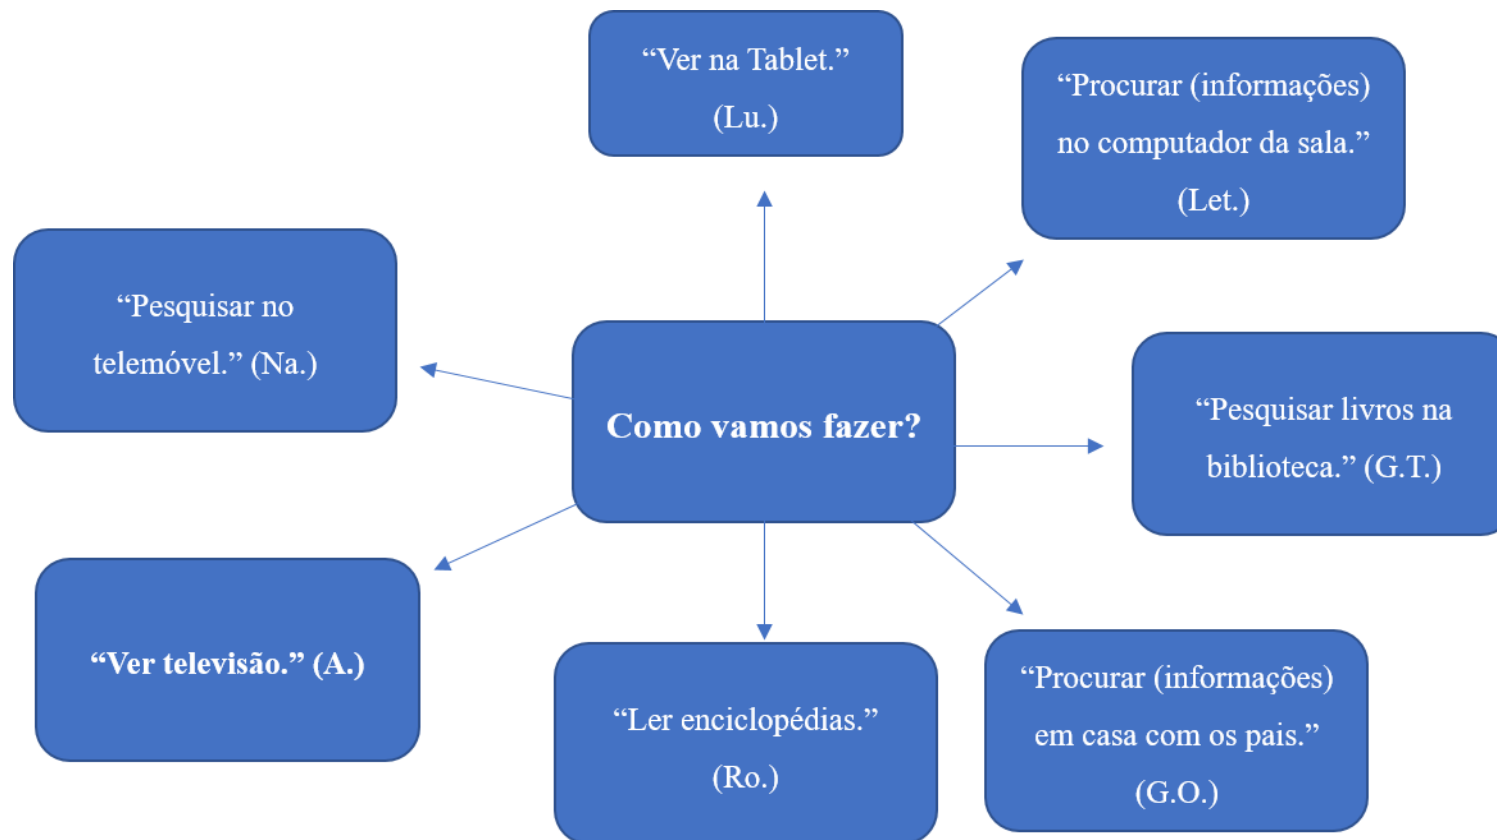 “Ver na Tablet.”
(Lu.)
“Procurar (informações)
no computador da sala.”
(Let.)
“Pesquisar no
telemóvel.” (Na.)
Como vamos fazer?
“Pesquisar livros na
biblioteca.” (G.T.)
“Ver televisão.” (A.)
“Ler enciclopédias.”
(Ro.)
“Procurar (informações)
em casa com os pais.”
(G.O.)